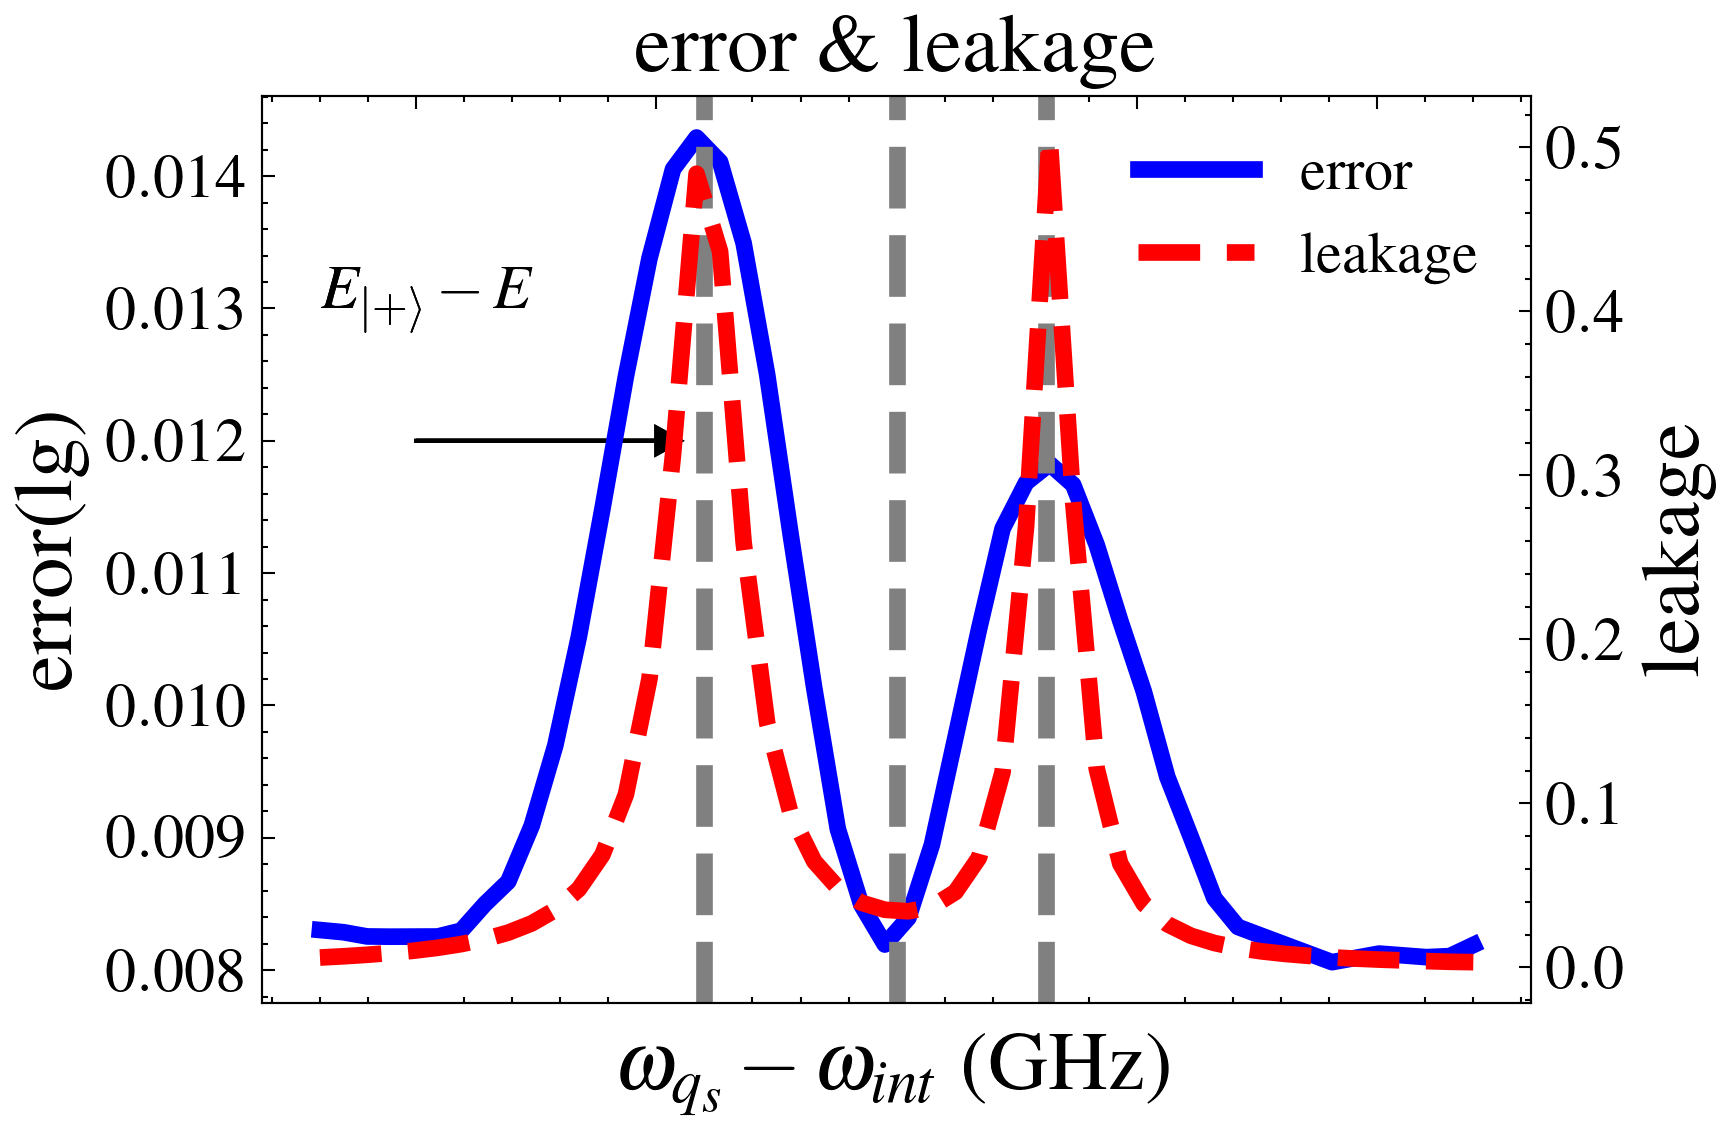 error & leakage
error
leakage
E|+⟩ − E
0.014
0.013
0.012
0.011
0.010
0.009
0.008
error(lg)
0.5
0.4
0.3
0.2
0.1
0.0
leakage
ωqs − ωint (GHz)